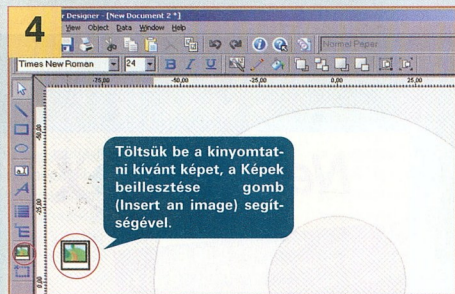 4
Designer - [New Document 2 *]
View Object Data Window Help
Normal Paper
Times New Roman 24 B I U
-75,00 -50,00 -25,00 0,00 25,00
-50,00
-25,00
0,00
Töltsük be a kinyomtat-
ni kívánt képet, a Képek
beillesztése gomb
(Insert an image) segít-
ségével.